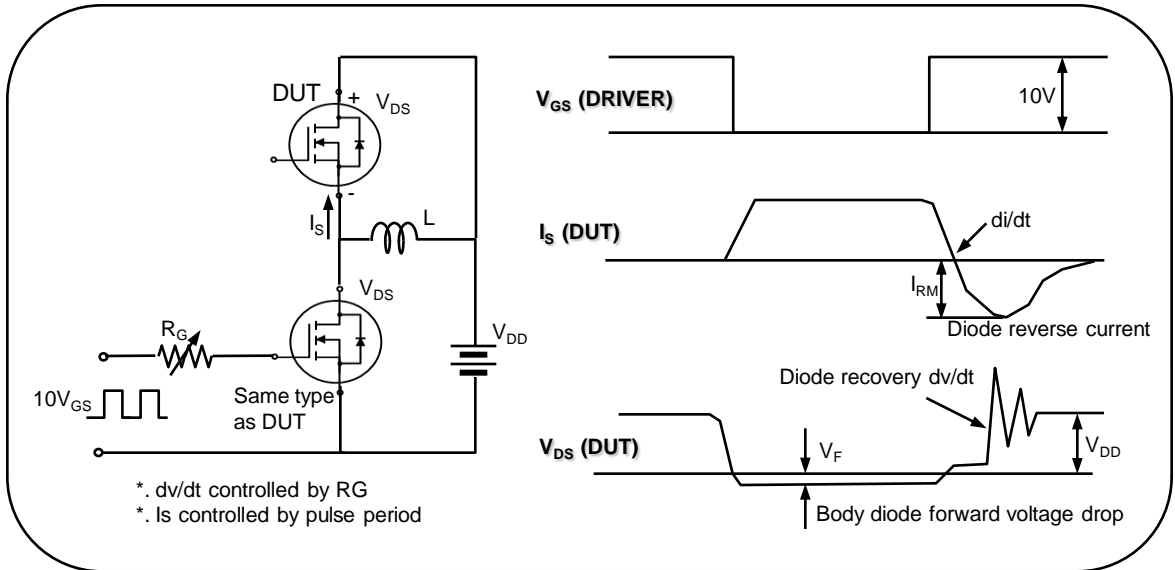 DUT
+
V_DS
-
I_S
L
V_DS
R_G
V_DD
10V_GS
Same type
as DUT
*. dv/dt controlled by RG
*. Is controlled by pulse period
V_GS (DRIVER)
10V
I_S (DUT)
di/dt
I_RM
Diode reverse current
Diode recovery dv/dt
V_DS (DUT)
V_F
V_DD
Body diode forward voltage drop